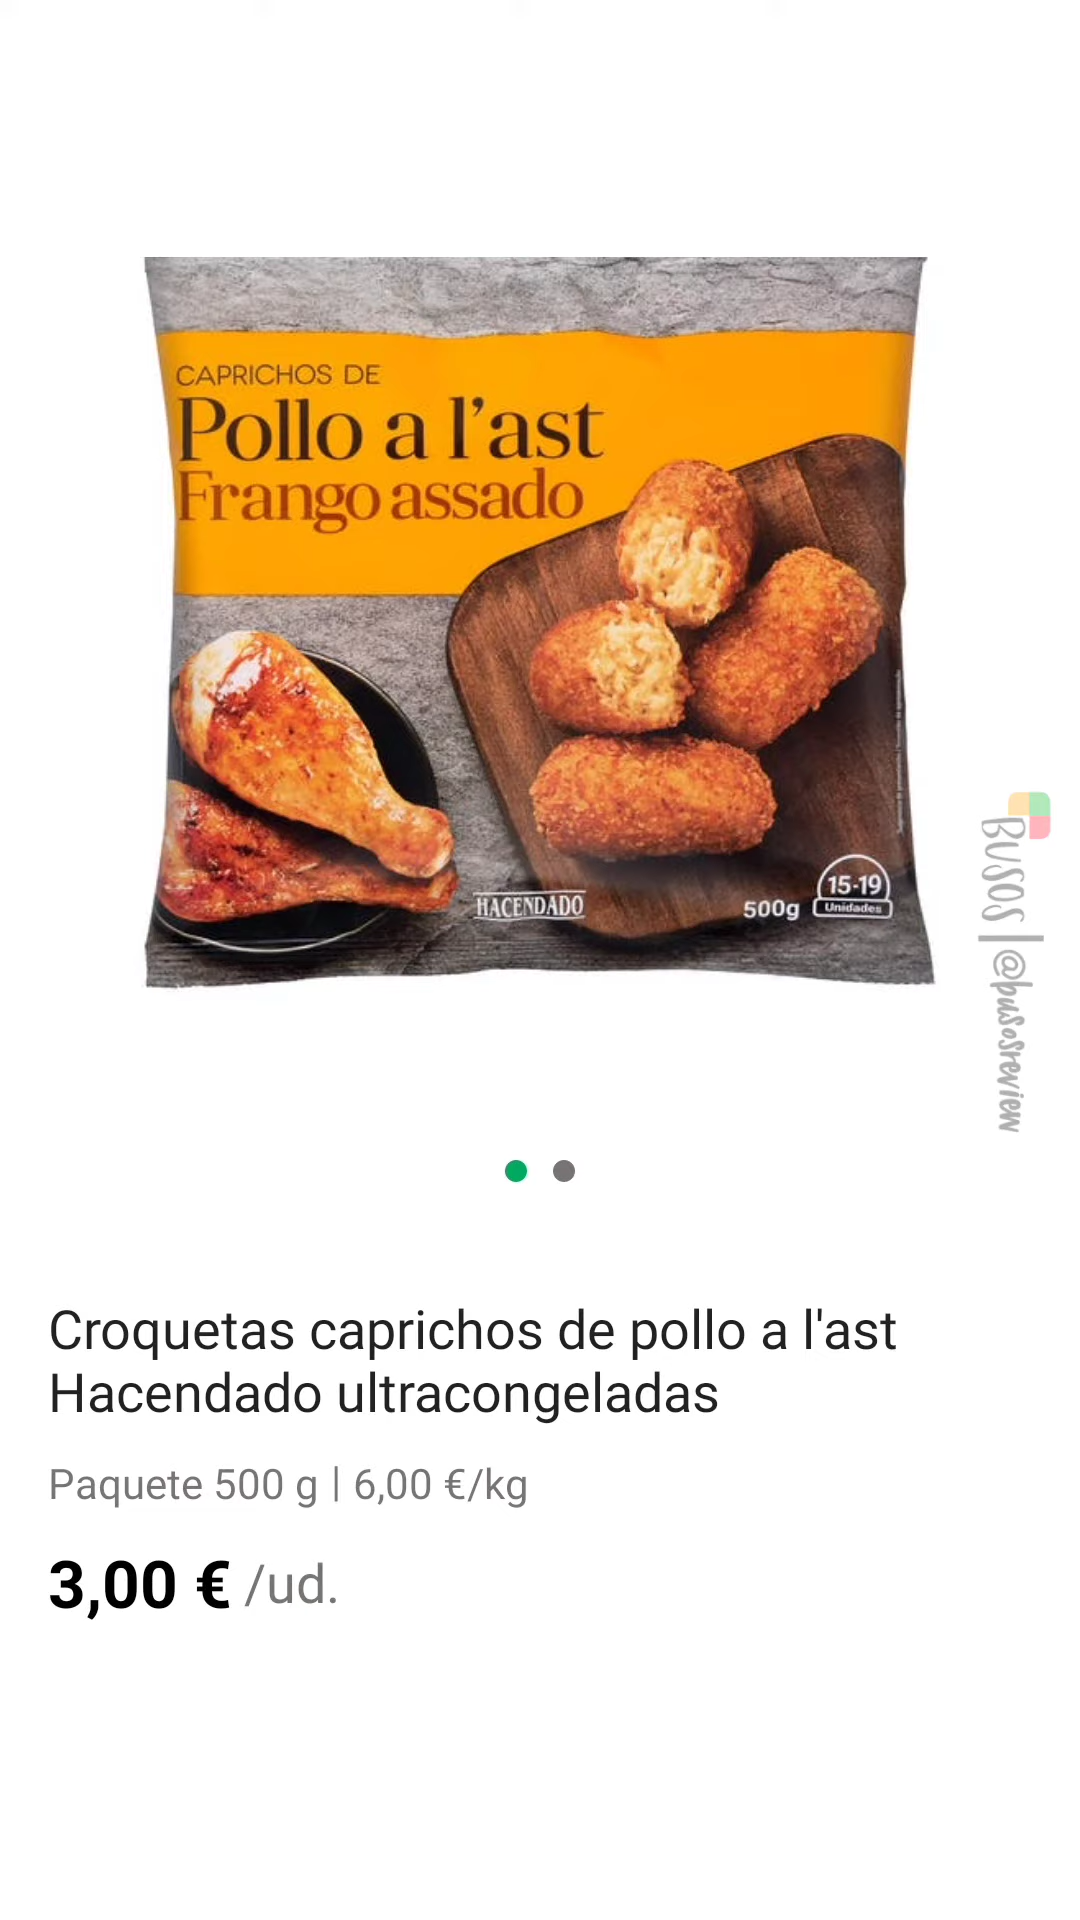 CAPRICHOS DE
Pollo a l'ast
Frango assado
HACENDADO
500g
15-19
Unidades
BUSOS | @busosreview
Croquetas caprichos de pollo a l'ast
Hacendado ultracongeladas
Paquete 500 g | 6,00 €/kg
3,00 € /ud.